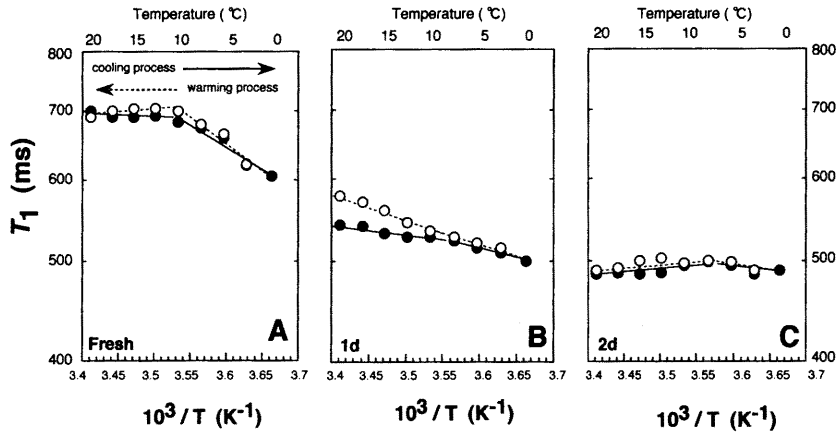 Temperature ( °C) Temperature ( °C) Temperature ( °C)
20 15 10 5 0 20 15 10 5 0 20 15 10 5 0
800 800
cooling process
warming process
700 700
600 600
500 500
400 400
T1 (ms)
Fresh A 1d B 2d C
3.4 3.45 3.5 3.55 3.6 3.65 3.7 3.4 3.45 3.5 3.55 3.6 3.65 3.7 3.4 3.45 3.5 3.55 3.6 3.65 3.7
10³/T (K⁻¹) 10³/T (K⁻¹) 10³/T (K⁻¹)